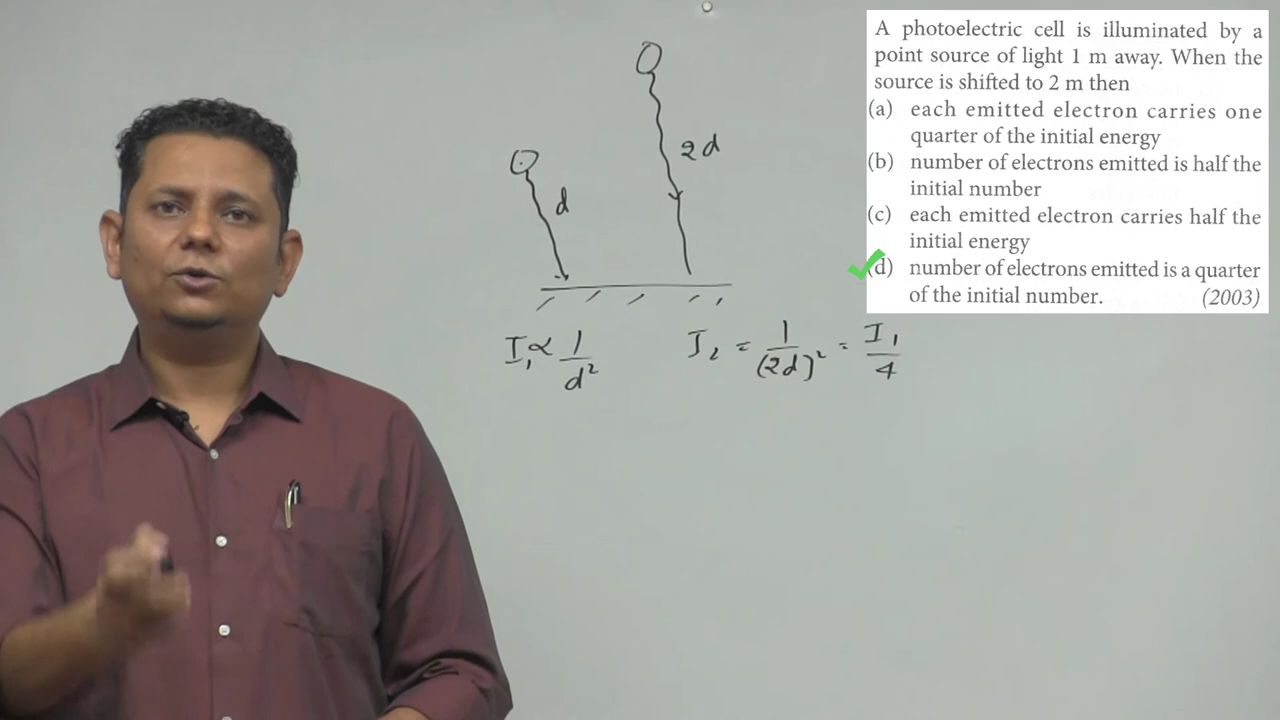 A photoelectric cell is illuminated by a
point source of light 1 m away. When the
source is shifted to 2 m then
(a) each emitted electron carries one
quarter of the initial energy
(b) number of electrons emitted is half the
initial number
(c) each emitted electron carries half the
initial energy
(d) number of electrons emitted is a quarter
of the initial number. (2003)
d
2d
I₁ ∝ 1/d²
I₂ = 1/(2d)² = I₁/4